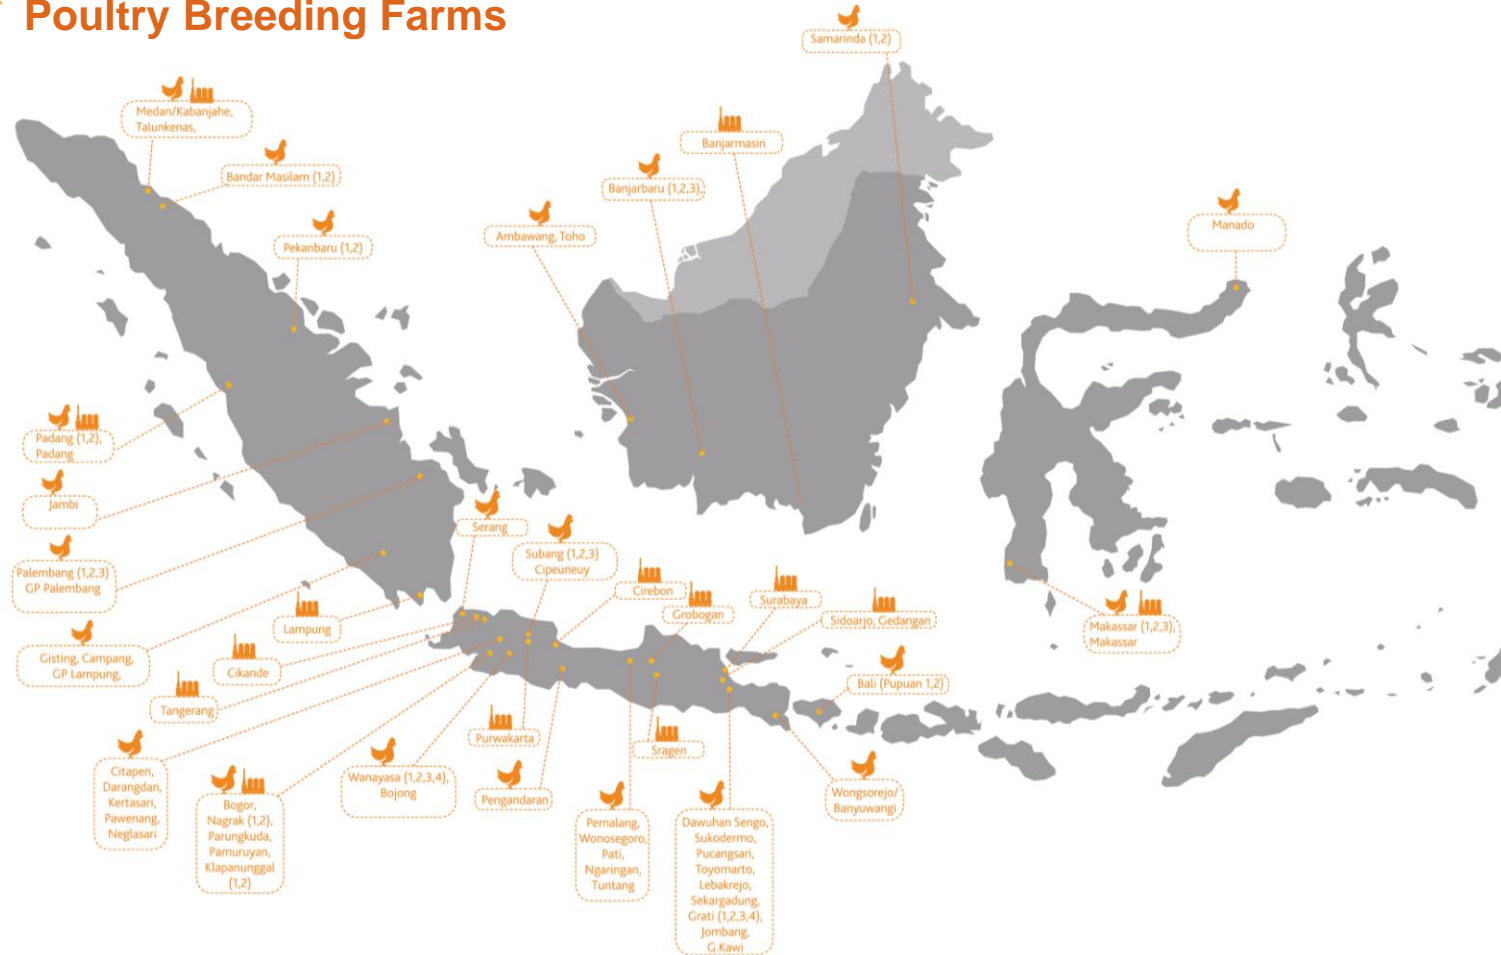 Poultry Breeding Farms
Samarinda (1,2)
Medan/Kabanjahe,
Talunkenas,
Banjarmasin
Bandar Masilam (1,2)
Banjarbaru (1,2,3),
Manado
Ambawang, Toho
Pekanbaru (1,2)
Padang (1,2),
Padang
Jambi
Serang
Subang (1,2,3)
Cipeuneuy
Palembang (1,2,3)
GP Palembang
Cirebon
Surabaya
Grobogan
Sidoarjo, Gedangan
Lampung
Makassar (1,2,3),
Makassar
Gisting, Campang,
GP Lampung,
Cikande
Bali (Pupuan 1,2)
Tangerang
Purwakarta
Sragen
Citapen,
Darangdan,
Kertasari,
Pawenang,
Neglasari
Wanayasa (1,2,3,4),
Bojong
Pengandaran
Wongsorejo/
Banyuwangi
Bogor,
Nagrak (1,2),
Parungkuda,
Pamuruyan,
Klapanunggal
(1,2)
Pemalang,
Wonosegoro,
Pati,
Ngaringan,
Tuntang
Dawuhan Sengo,
Sukodermo,
Pucangsari,
Toyomarto,
Lebakrejo,
Sekargadung,
Grati (1,2,3,4),
Jombang,
G.Kawi